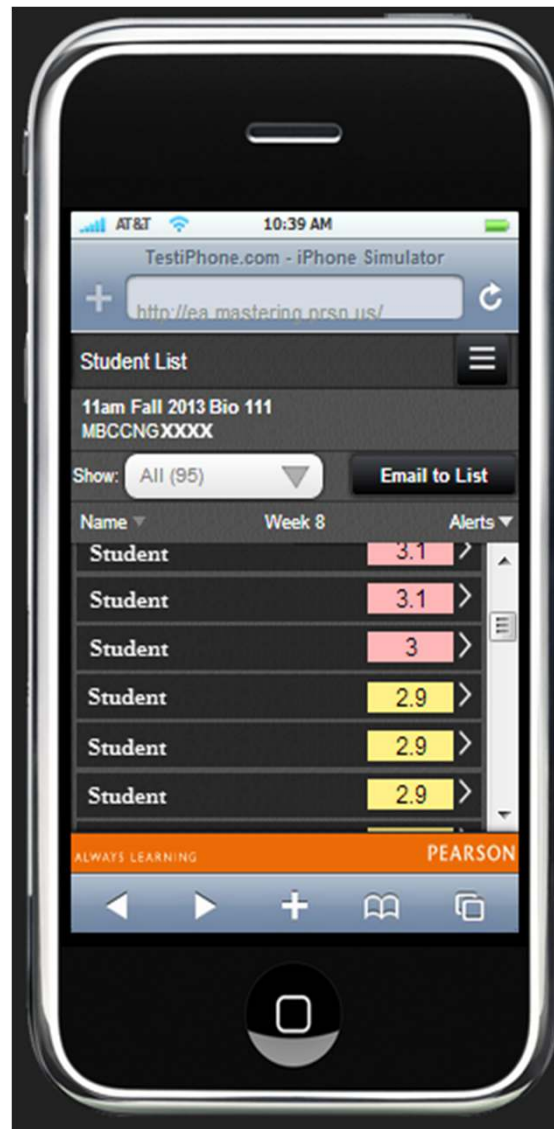 AT&T 10:39 AM
TestiPhone.com - iPhone Simulator
http://ea.mastering.prsn.us/
Student List
11am Fall 2013 Bio 111
MBCCNGXXXX
Show: All (95) Email to List
Name Week 8 Alerts
Student 3.1
Student 3.1
Student 3
Student 2.9
Student 2.9
Student 2.9
ALWAYS LEARNING PEARSON